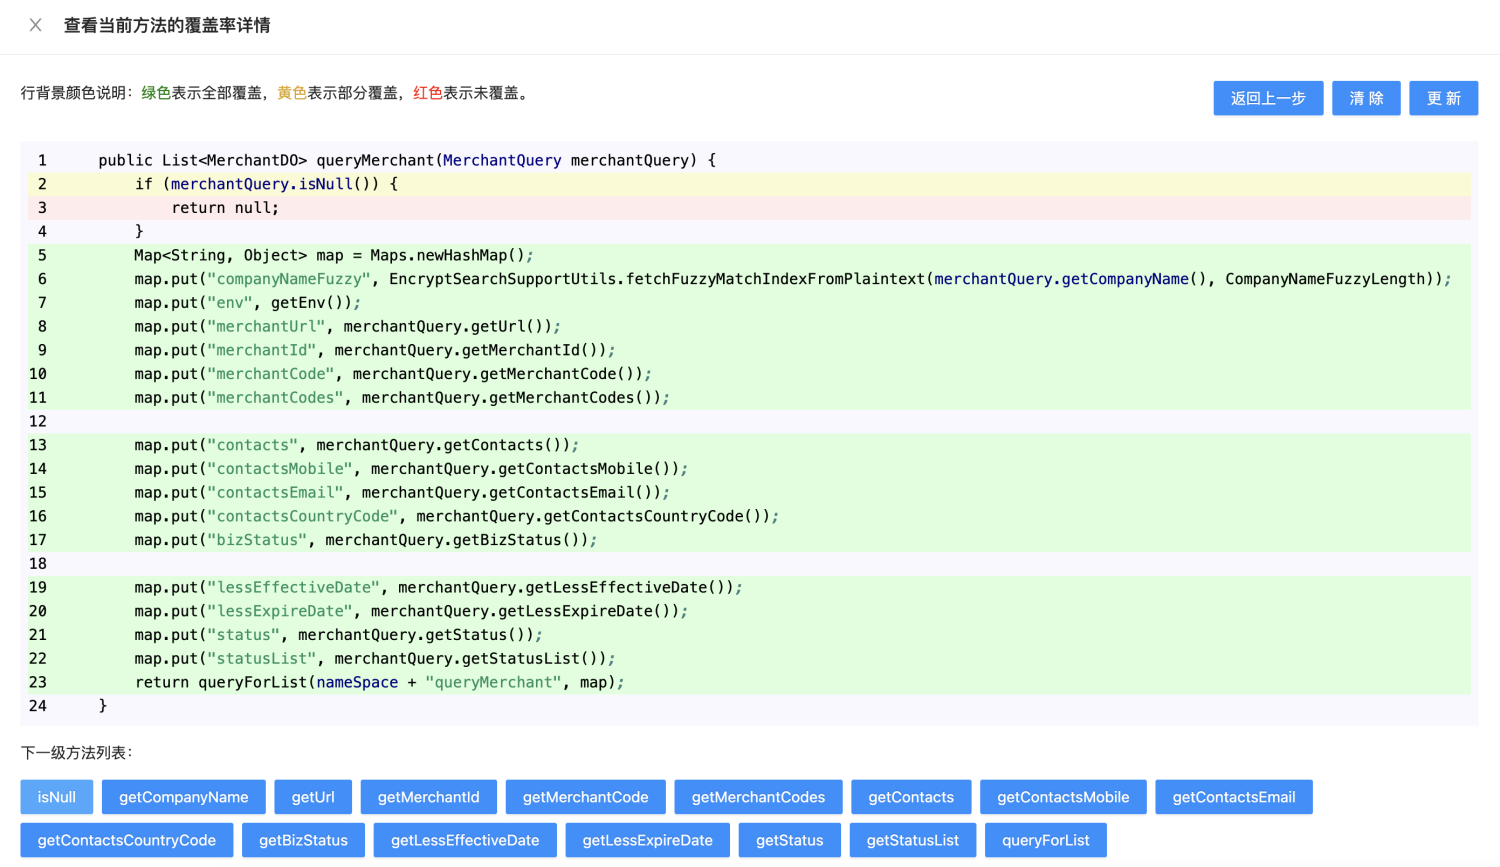 查看当前方法的覆盖率详情
行背景颜色说明：绿色表示全部覆盖，黄色表示部分覆盖，红色表示未覆盖。
返回上一步 清 除 更 新
1 public List<MerchantDO> queryMerchant(MerchantQuery merchantQuery) {
2 if (merchantQuery.isNull()) {
3 return null;
4 }
5 Map<String, Object> map = Maps.newHashMap();
6 map.put("companyNameFuzzy", EncryptSearchSupportUtils.fetchFuzzyMatchIndexFromPlaintext(merchantQuery.getCompanyName(), CompanyNameFuzzyLength));
7 map.put("env", getEnv());
8 map.put("merchantUrl", merchantQuery.getUrl());
9 map.put("merchantId", merchantQuery.getMerchantId());
10 map.put("merchantCode", merchantQuery.getMerchantCode());
11 map.put("merchantCodes", merchantQuery.getMerchantCodes());
12
13 map.put("contacts", merchantQuery.getContacts());
14 map.put("contactsMobile", merchantQuery.getContactsMobile());
15 map.put("contactsEmail", merchantQuery.getContactsEmail());
16 map.put("contactsCountryCode", merchantQuery.getContactsCountryCode());
17 map.put("bizStatus", merchantQuery.getBizStatus());
18
19 map.put("lessEffectiveDate", merchantQuery.getLessEffectiveDate());
20 map.put("lessExpireDate", merchantQuery.getLessExpireDate());
21 map.put("status", merchantQuery.getStatus());
22 map.put("statusList", merchantQuery.getStatusList());
23 return queryForList(nameSpace + "queryMerchant", map);
24 }
下一级方法列表：
isNull getCompanyName getUrl getMerchantId getMerchantCode getMerchantCodes getContacts getContactsMobile getContactsEmail
getContactsCountryCode getBizStatus getLessEffectiveDate getLessExpireDate getStatus getStatusList queryForList